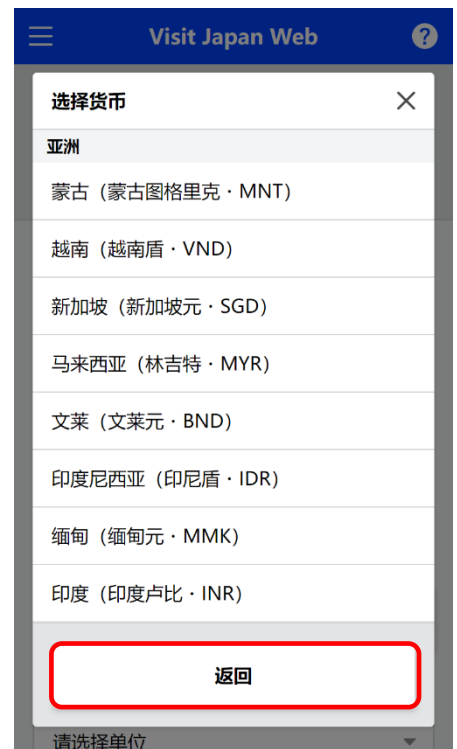 Visit Japan Web
选择货币
亚洲
蒙古（蒙古图格里克・MNT）
越南（越南盾・VND）
新加坡（新加坡元・SGD）
马来西亚（林吉特・MYR）
文莱（文莱元・BND）
印度尼西亚（印尼盾・IDR）
缅甸（缅甸元・MMK）
印度（印度卢比・INR）
返回
请选择单位